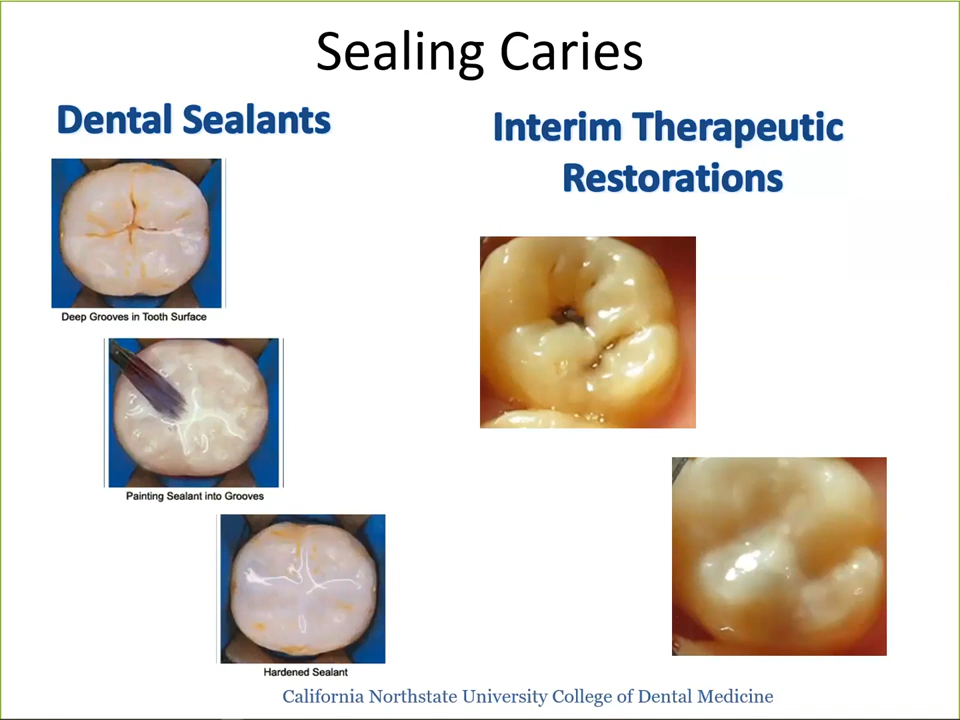 Sealing Caries
Dental Sealants
Interim Therapeutic
Restorations
Deep Grooves in Tooth Surface
Painting Sealant into Grooves
Hardened Sealant
California Northstate University College of Dental Medicine